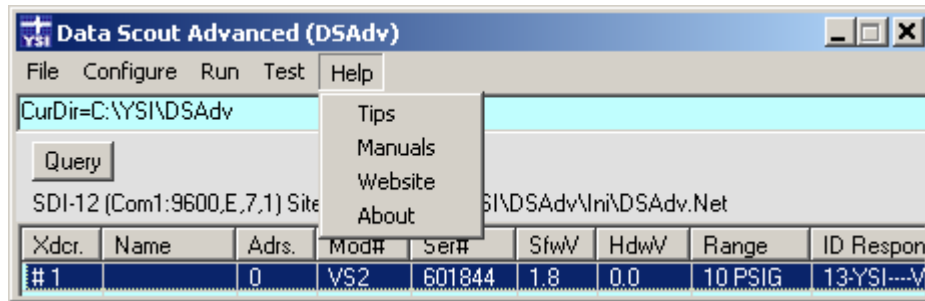 YSI Data Scout Advanced (DSAdv)
File Configure Run Test Help
CurDir=C:\YSI\DSAdv
Tips
Manuals
Website
About
Query
SDI-12 (Com1:9600,E,7,1) Site SI\DSAdv\Ini\DSAdv.Net
Xdcr. Name Adrs. Mod# Ser# SfwV HdwV Range ID Respon
# 1 0 VS2 601844 1.8 0.0 10 PSIG 13-YSI----V